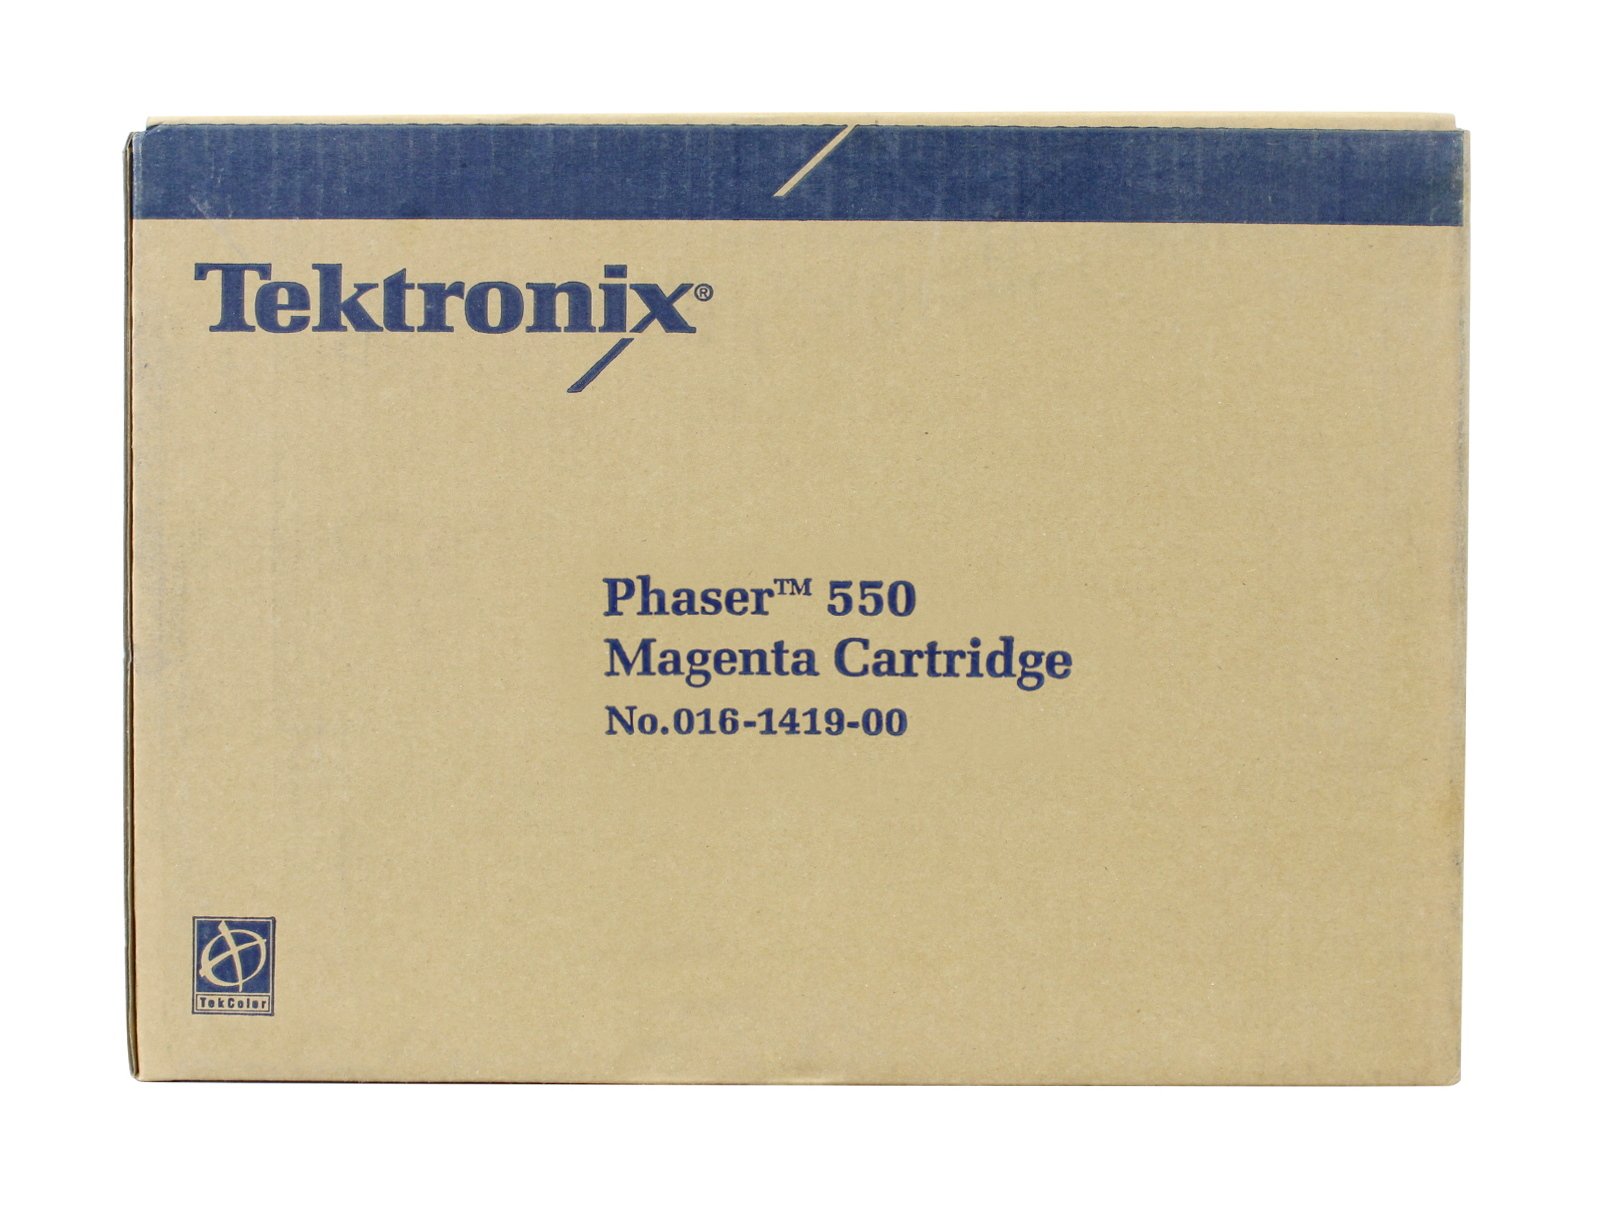 Tektronix®
Phaser™ 550
Magenta Cartridge
No.016-1419-00
TekColor